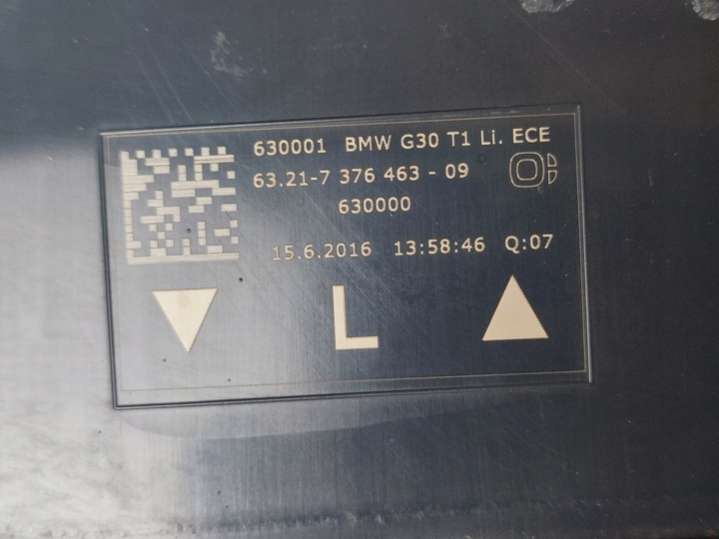 630001 BMW G30 T1 Li. ECE
63.21-7 376 463 - 09
630000
15.6.2016 13:58:46 Q:07
L